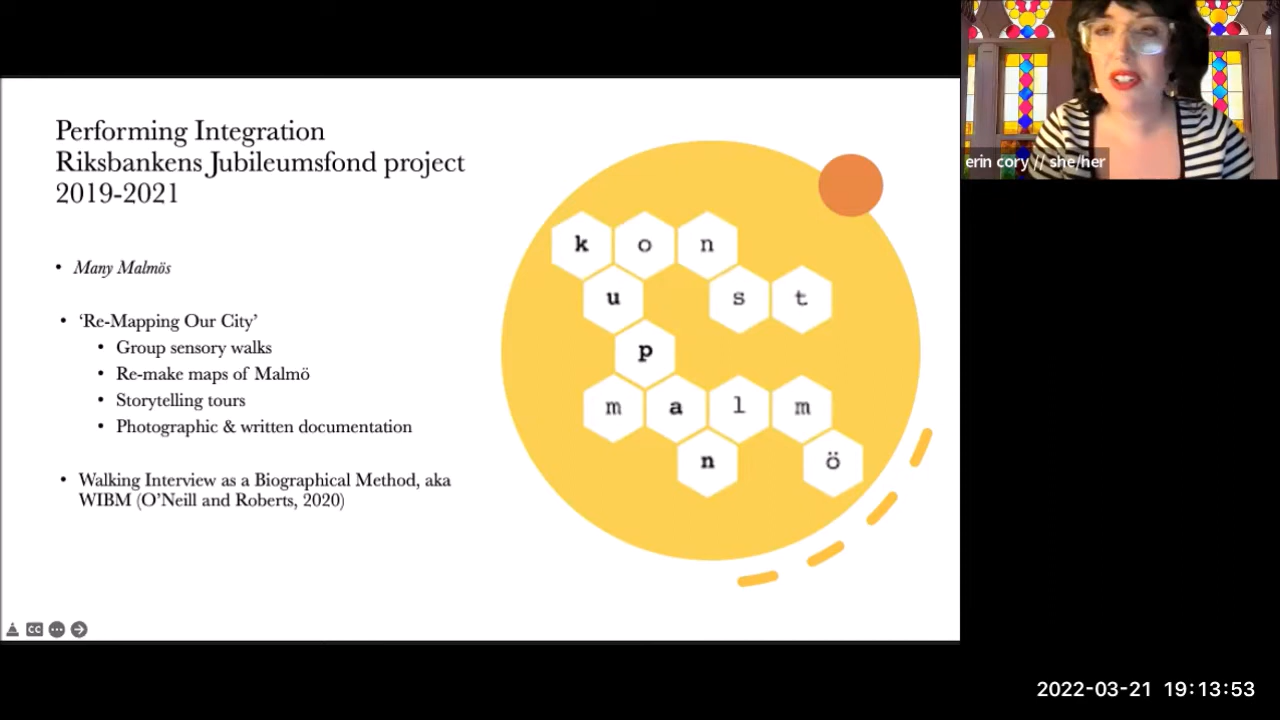 Performing Integration
Riksbankens Jubileumsfond project
2019-2021
• Many Malmös
• ‘Re-Mapping Our City’
• Group sensory walks
• Re-make maps of Malmö
• Storytelling tours
• Photographic & written documentation
• Walking Interview as a Biographical Method, aka
WIBM (O’Neill and Roberts, 2020)
k o n
u s t
p
m a l m
n ö
CC
erin cory // she/her
2022-03-21 19:13:53